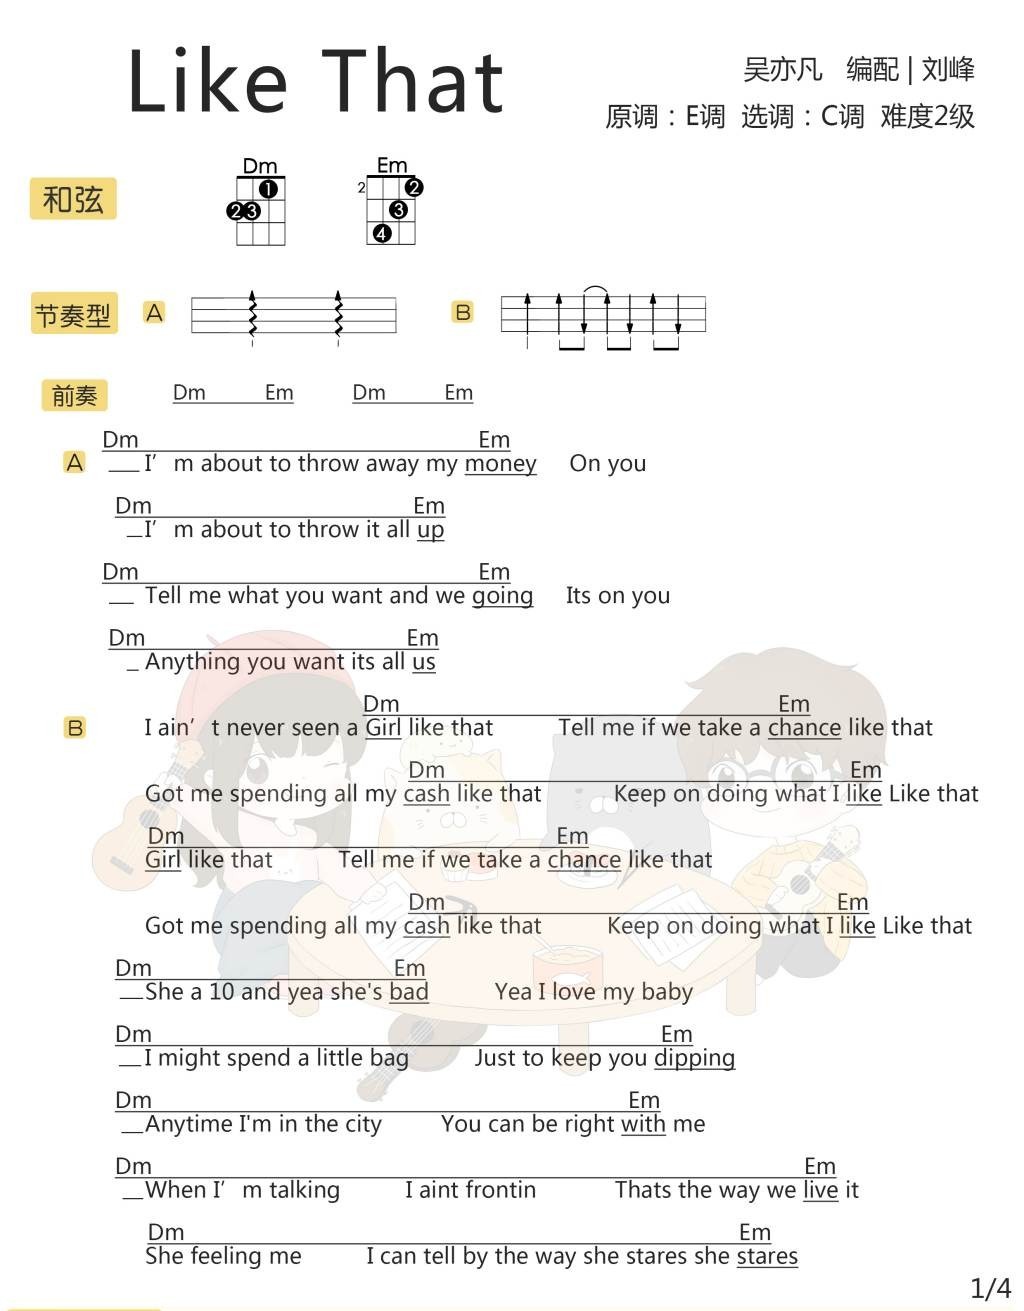 Like That
吴亦凡 编配 | 刘峰
原调：E调 选调：C调 难度2级
和弦
Dm Em
2
1 2
2 3 3
4
节奏型 A B
前奏 Dm Em Dm Em
Dm Em
A I'm about to throw away my money On you
Dm Em
I'm about to throw it all up
Dm Em
Tell me what you want and we going Its on you
Dm Em
Anything you want its all us
Dm Em
B I ain't never seen a Girl like that Tell me if we take a chance like that
Dm Em
Got me spending all my cash like that Keep on doing what I like Like that
Dm Em
Girl like that Tell me if we take a chance like that
Dm Em
Got me spending all my cash like that Keep on doing what I like Like that
Dm Em
She a 10 and yea she's bad Yea I love my baby
Dm Em
I might spend a little bag Just to keep you dipping
Dm Em
Anytime I'm in the city You can be right with me
Dm Em
When I'm talking I aint frontin Thats the way we live it
Dm Em
She feeling me I can tell by the way she stares she stares
1/4